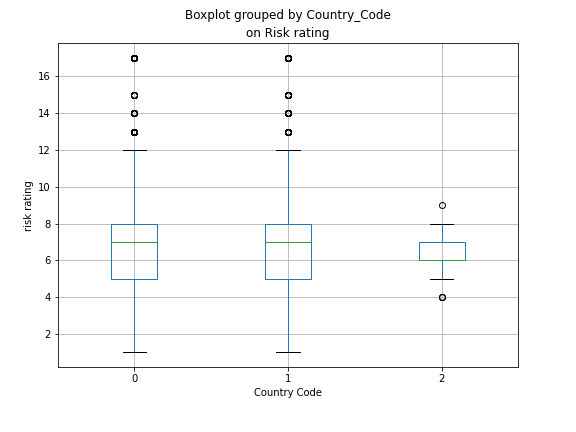 Boxplot grouped by Country_Code
on Risk rating
risk rating
16
14
12
10
8
6
4
2
0 1 2
Country Code